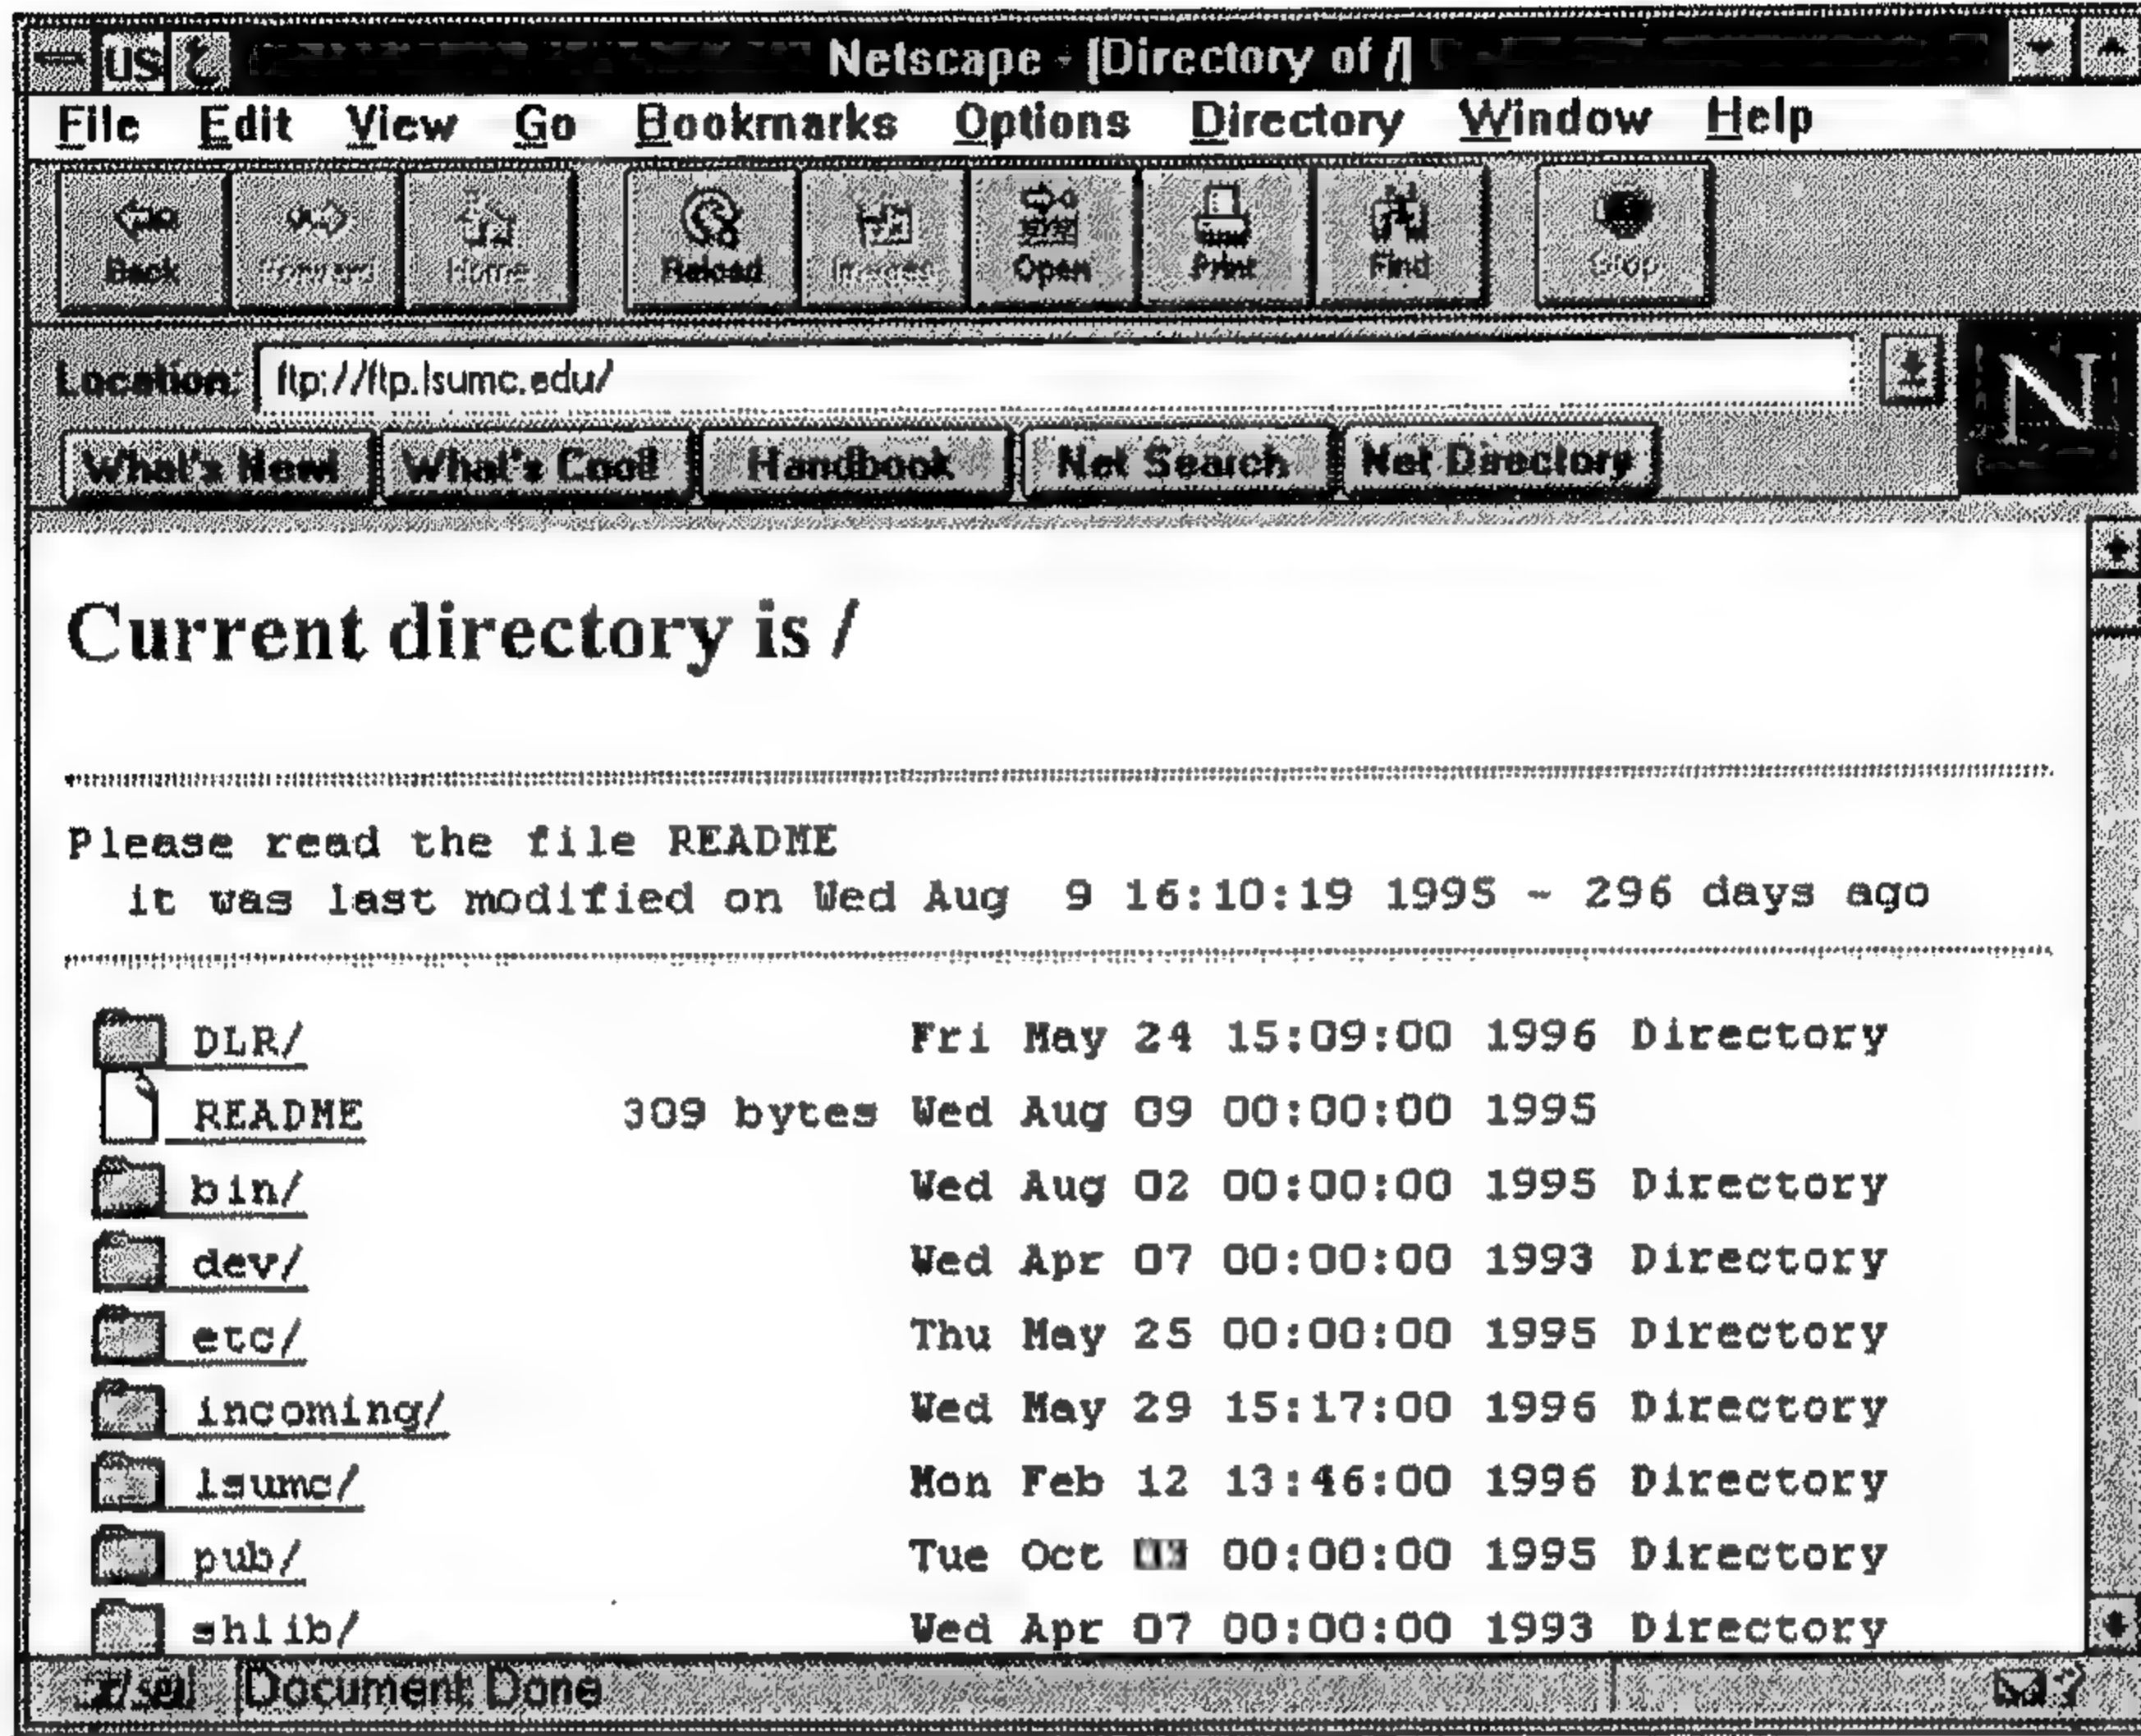 US
Netscape - [Directory of /]
File Edit View Go Bookmarks Options Directory Window Help
Back Forward Home Reload Images Open Print Find Stop
Location: ftp://ftp.lsumc.edu/
N
What's New! What's Cool! Handbook Net Search Net Directory
Current directory is /
Please read the file README
it was last modified on Wed Aug 9 16:10:19 1995 - 296 days ago
DLR/ Fri May 24 15:09:00 1996 Directory
README 309 bytes Wed Aug 09 00:00:00 1995
bin/ Wed Aug 02 00:00:00 1995 Directory
dev/ Wed Apr 07 00:00:00 1993 Directory
etc/ Thu May 25 00:00:00 1995 Directory
incoming/ Wed May 29 15:17:00 1996 Directory
lsumc/ Mon Feb 12 13:46:00 1996 Directory
pub/ Tue Oct 00:00:00 1995 Directory
shlib/ Wed Apr 07 00:00:00 1993 Directory
Document: Done